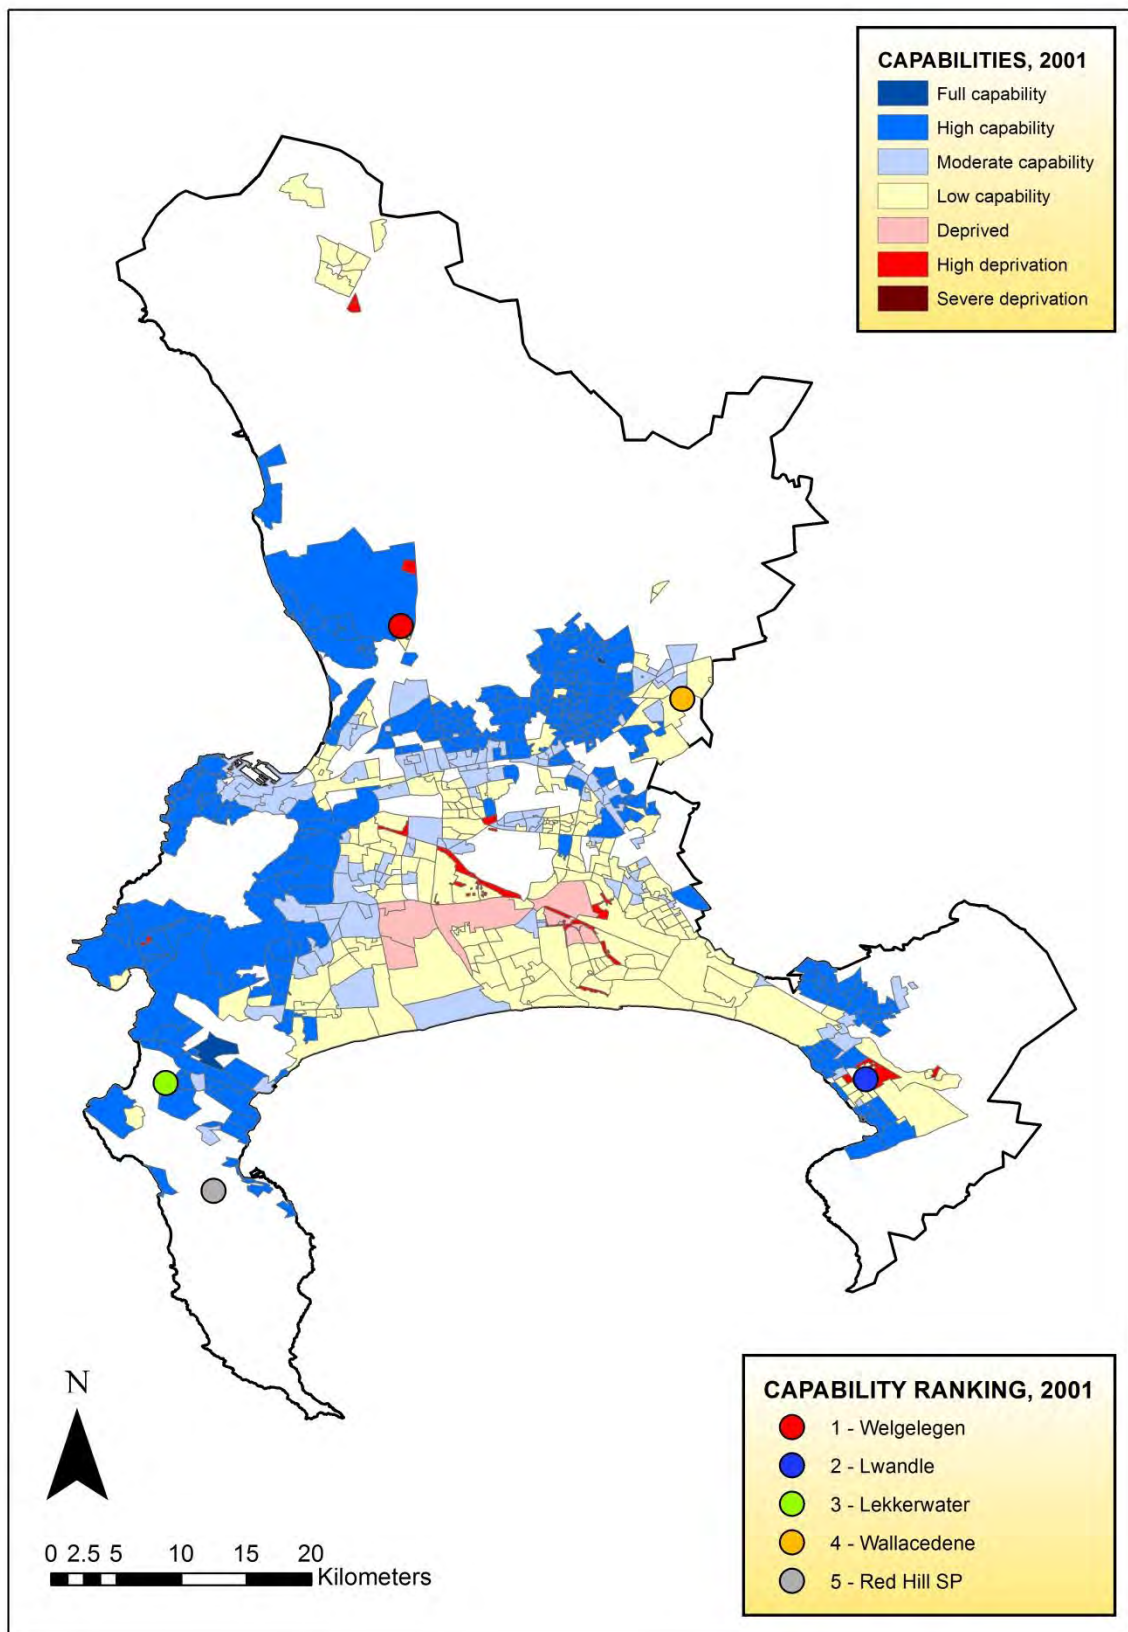 CAPABILITIES, 2001
Full capability
High capability
Moderate capability
Low capability
Deprived
High deprivation
Severe deprivation
N
0 2.5 5 10 15 20
Kilometers
CAPABILITY RANKING, 2001
1 - Welgelegen
2 - Lwandle
3 - Lekkerwater
4 - Wallacedene
5 - Red Hill SP